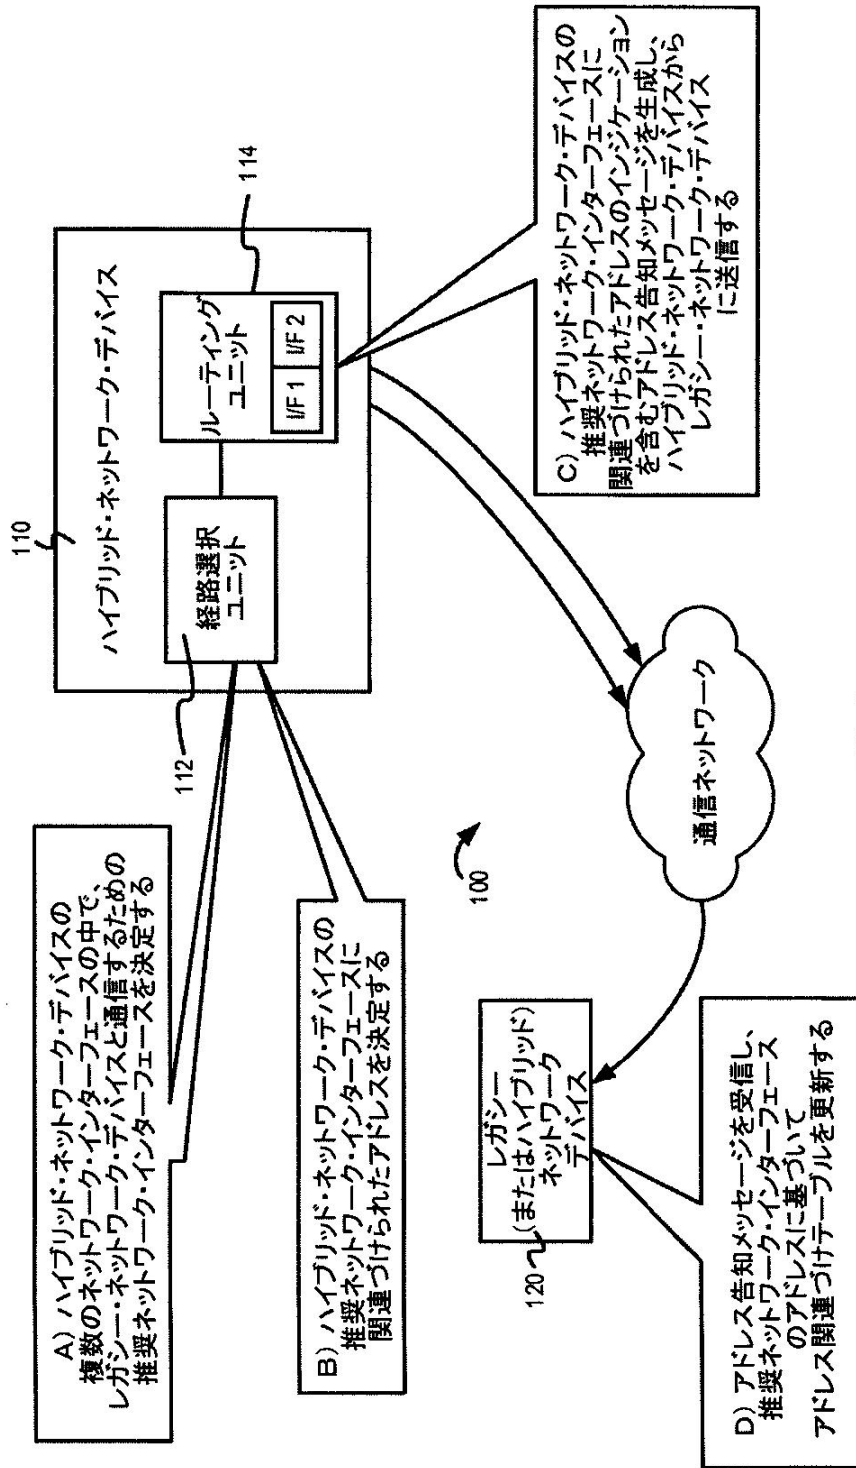 A) ハイブリッド・ネットワーク・デバイスの
複数のネットワーク・インターフェースの中で、
レガシー・ネットワーク・デバイスと通信するための
推奨ネットワーク・インターフェースを決定する
B) ハイブリッド・ネットワーク・デバイスの
推奨ネットワーク・インターフェースに
関連づけられたアドレスを決定する
110
ハイブリッド・ネットワーク・デバイス
112
経路選択
ユニット
114
ルーティング
ユニット
I/F1
I/F2
C) ハイブリッド・ネットワーク・デバイスの
推奨ネットワーク・インターフェースに
関連づけられたアドレスのインジケーション
を含むアドレス告知メッセージを生成し、
ハイブリッド・ネットワーク・デバイスから
レガシー・ネットワーク・デバイス
に送信する
100
通信ネットワーク
120
レガシー
(またはハイブリッド)
ネットワーク
デバイス
D) アドレス告知メッセージを受信し、
推奨ネットワーク・インターフェース
のアドレスに基づいて
アドレス関連づけテーブルを更新する